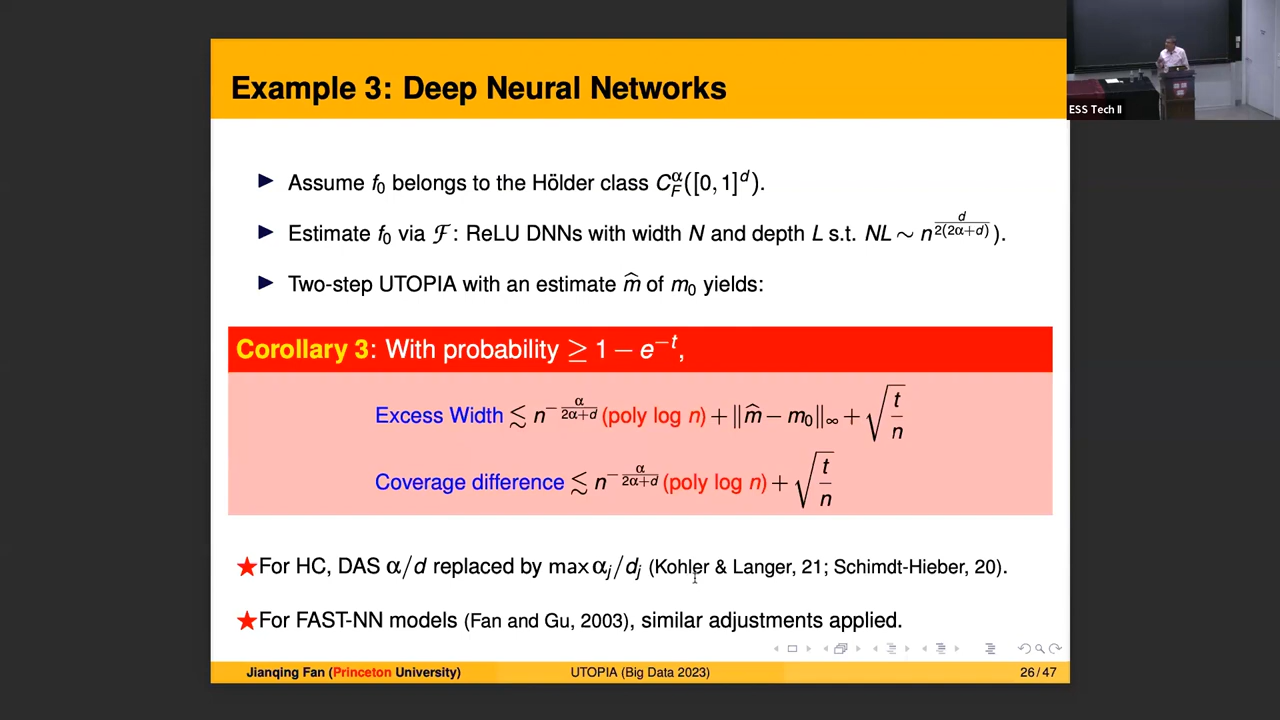 Example 3: Deep Neural Networks
ESS Tech II
Assume f₀ belongs to the Hölder class C_F^α([0,1]^d).
Estimate f₀ via ℱ: ReLU DNNs with width N and depth L s.t. NL ∼ n^{d/(2(2α+d))}).
Two-step UTOPIA with an estimate m̂ of m₀ yields:
Corollary 3: With probability ≥ 1 − e^{−t},
Excess Width ≲ n^{−α/(2α+d)} (poly log n) + ‖m̂ − m₀‖_∞ + √(t/n)
Coverage difference ≲ n^{−α/(2α+d)} (poly log n) + √(t/n)
★For HC, DAS α/d replaced by max α_j/d_j (Kohler & Langer, 21; Schimdt-Hieber, 20).
★For FAST-NN models (Fan and Gu, 2003), similar adjustments applied.
Jianqing Fan (Princeton University) UTOPIA (Big Data 2023) 26 / 47